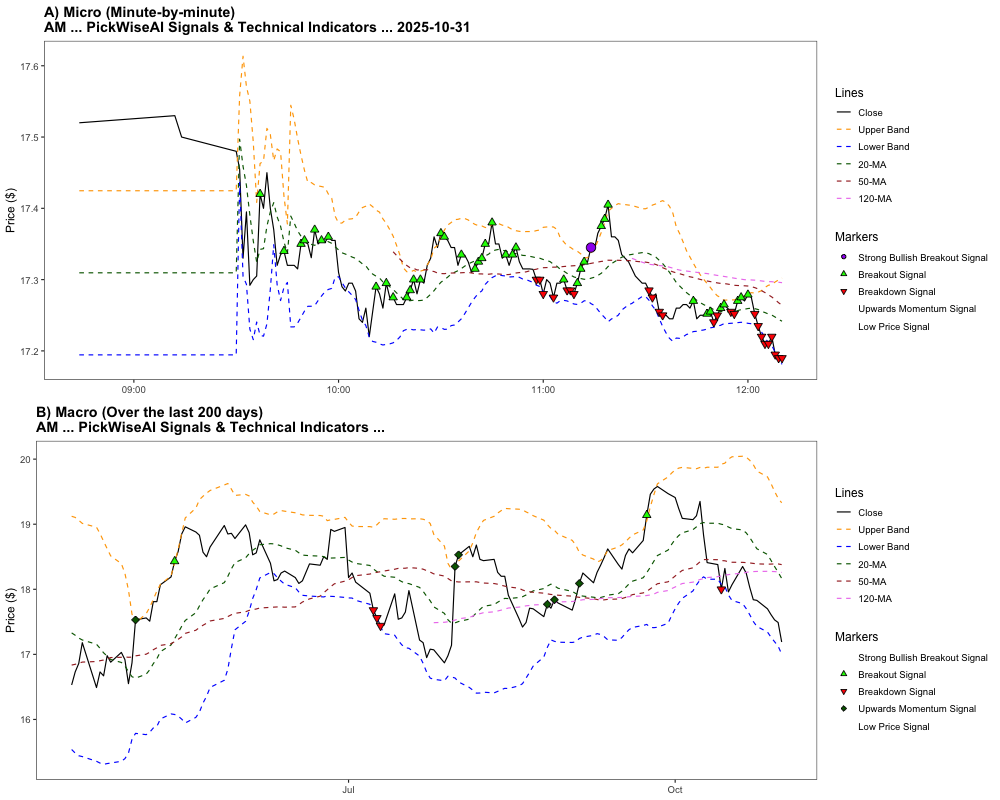 A) Micro (Minute-by-minute)
AM ... PickWiseAI Signals & Technical Indicators ... 2025-10-31
Price ($)
17.6
17.5
17.4
17.3
17.2
09:00
10:00
11:00
12:00
Lines
Close
Upper Band
Lower Band
20-MA
50-MA
120-MA
Markers
Strong Bullish Breakout Signal
Breakout Signal
Breakdown Signal
Upwards Momentum Signal
Low Price Signal
B) Macro (Over the last 200 days)
AM ... PickWiseAI Signals & Technical Indicators ...
Price ($)
20
19
18
17
16
Jul
Oct
Lines
Close
Upper Band
Lower Band
20-MA
50-MA
120-MA
Markers
Strong Bullish Breakout Signal
Breakout Signal
Breakdown Signal
Upwards Momentum Signal
Low Price Signal